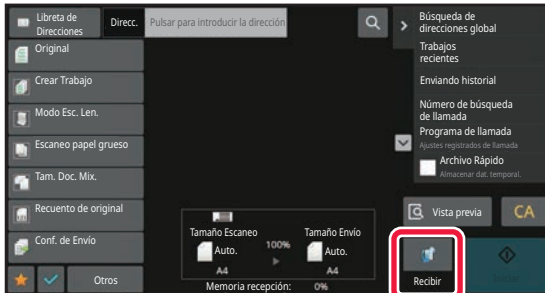 Libreta de
Direcciones
Direcc.
Pulsar para introducir la dirección
Original
Crear Trabajo
Modo Esc. Len.
Escaneo papel grueso
Tam. Doc. Mix.
Recuento de original
Conf. de Envío
Otros
Tamaño Escaneo
Tamaño Envío
Auto.
100%
Auto.
A4
A4
Memoria recepción:
0%
Búsqueda de
direcciones global
Trabajos
recientes
Enviando historial
Número de búsqueda
de llamada
Programa de llamada
Ajustes registrados de llamada
Archivo Rápido
Almacenar dat. temporal.
Vista previa
CA
Recibir